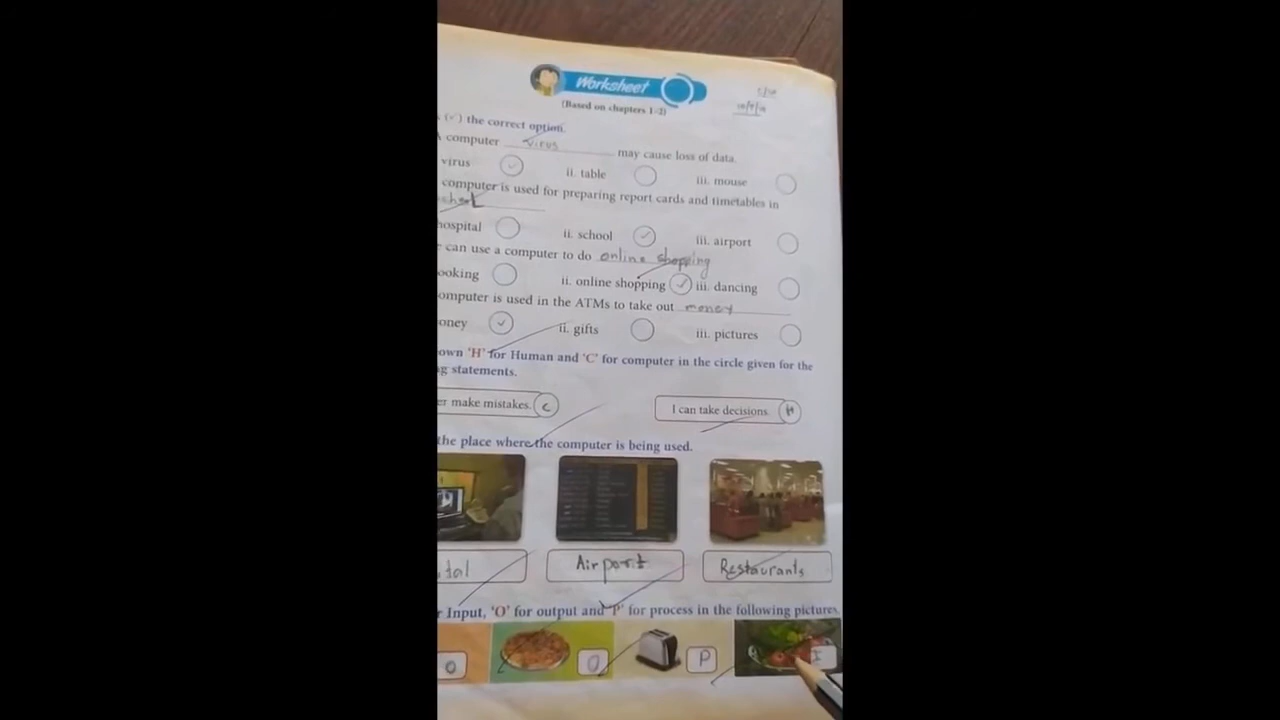 Worksheet
(Based on chapters 1-2)
(✓) the correct option.
computer virus may cause loss of data.
virus ii. table iii. mouse
computer is used for preparing report cards and timetables in
ospital ii. school iii. airport
can use a computer to do online shopping
ooking ii. online shopping iii. dancing
omputer is used in the ATMs to take out money
oney ii. gifts iii. pictures
own 'H' for Human and 'C' for computer in the circle given for the
g statements.
er make mistakes. C I can take decisions. H
the place where the computer is being used.
tal Airport Restaurants
r Input, 'O' for output and 'P' for process in the following pictures.
O O P I